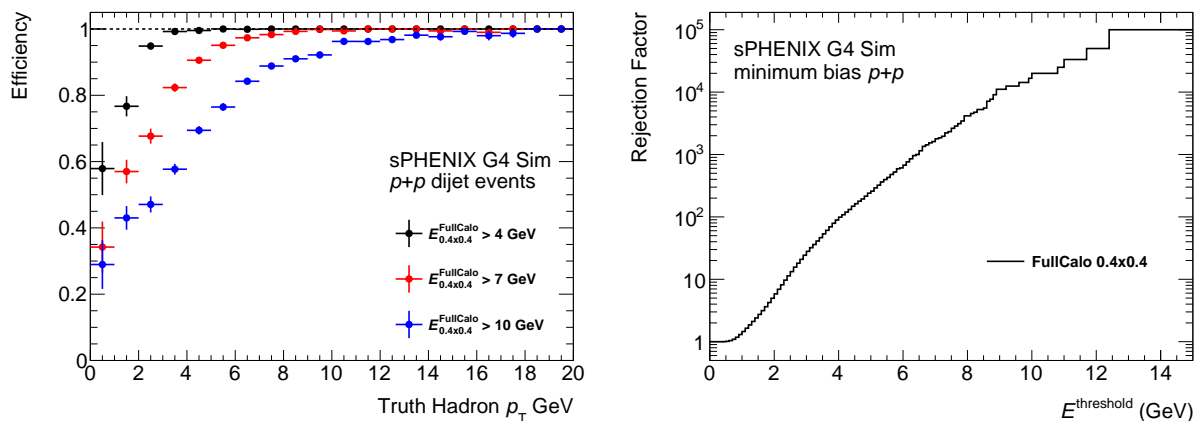 Efficiency
1
0.8
0.6
0.4
0.2
0
sPHENIX G4 Sim
p+p dijet events
E^FullCalo_0.4x0.4 > 4 GeV
E^FullCalo_0.4x0.4 > 7 GeV
E^FullCalo_0.4x0.4 > 10 GeV
0 2 4 6 8 10 12 14 16 18 20
Truth Hadron p_T GeV
Rejection Factor
10^5
10^4
10^3
10^2
10
1
sPHENIX G4 Sim
minimum bias p+p
FullCalo 0.4x0.4
0 2 4 6 8 10 12 14
E^threshold (GeV)